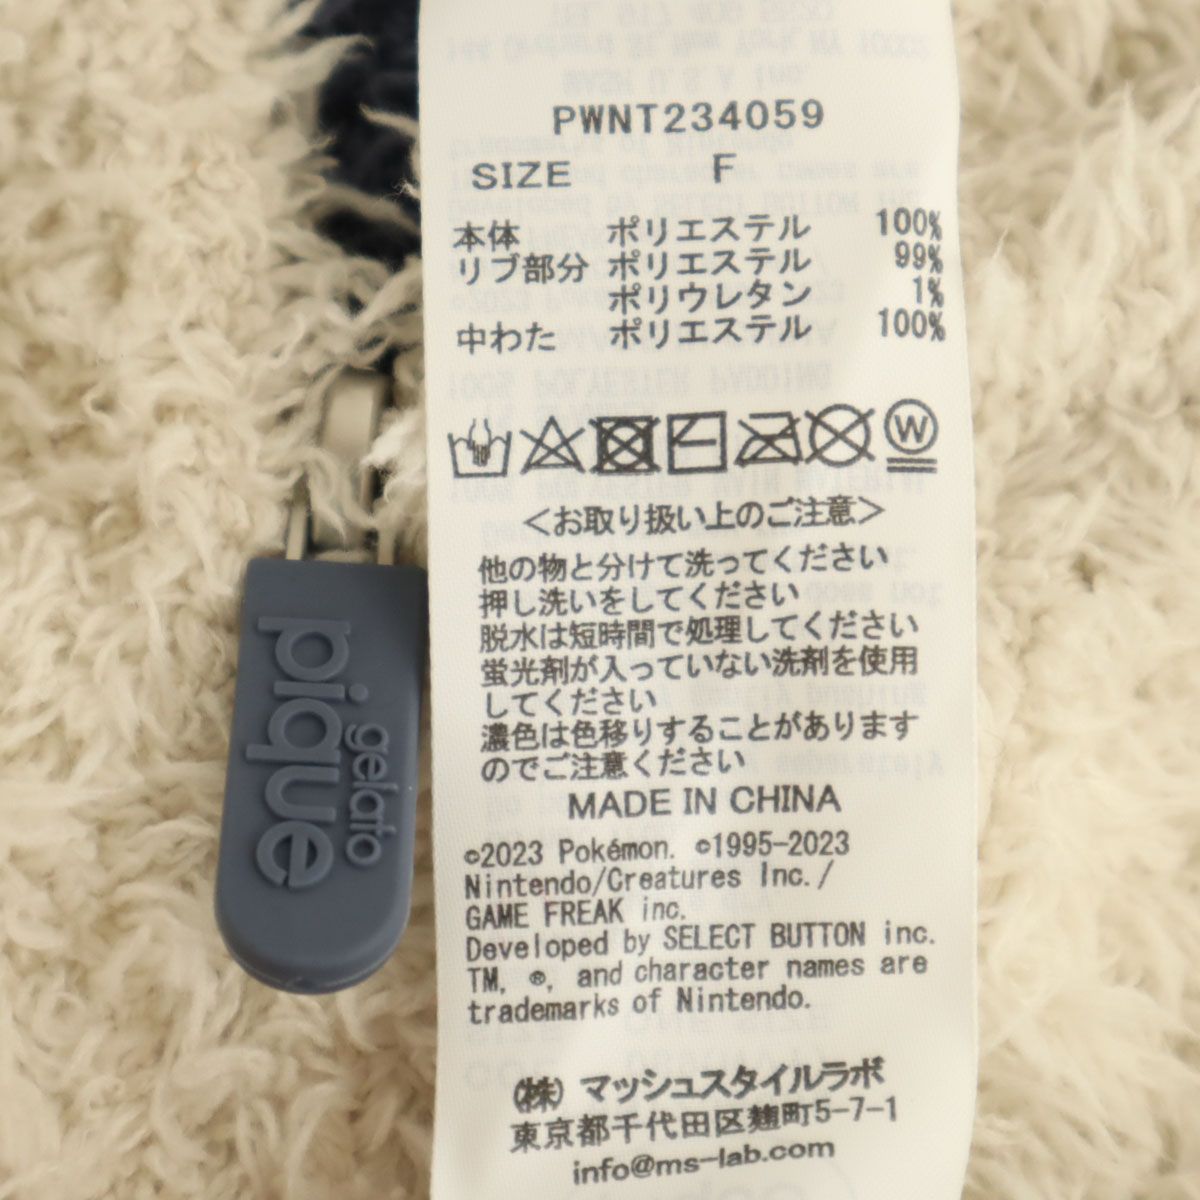 PWNT234059
SIZE F
本体 ポリエステル 100%
リブ部分 ポリエステル 99%
ポリウレタン 1%
中わた ポリエステル 100%
W
<お取り扱い上のご注意>
他の物と分けて洗ってください
押し洗いをしてください
脱水は短時間で処理してください
蛍光剤が入っていない洗剤を使用
してください
濃色は色移りすることがあります
のでご注意ください
MADE IN CHINA
©2023 Pokémon. ©1995-2023
Nintendo/Creatures Inc./
GAME FREAK inc.
Developed by SELECT BUTTON inc.
TM, ®, and character names are
trademarks of Nintendo.
(株) マッシュスタイルラボ
東京都千代田区麹町5-7-1
info@ms-lab.com
gelato
pique